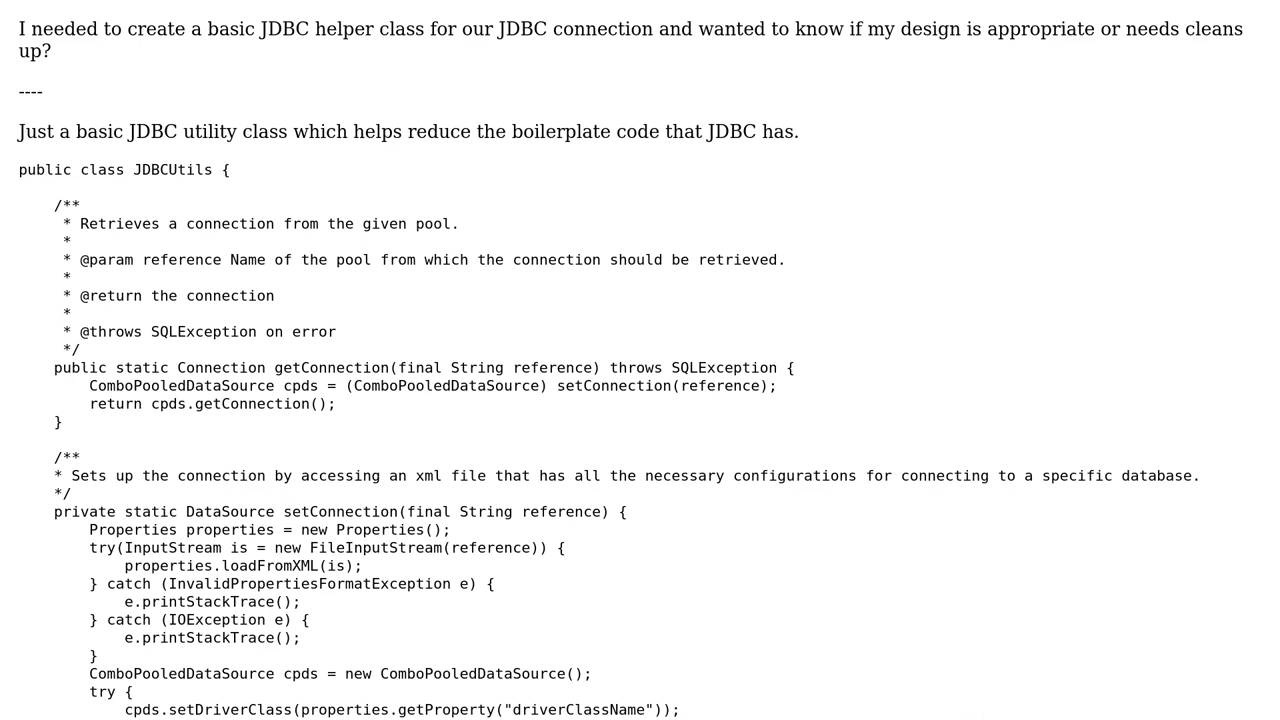 I needed to create a basic JDBC helper class for our JDBC connection and wanted to know if my design is appropriate or needs cleans
up?
----
Just a basic JDBC utility class which helps reduce the boilerplate code that JDBC has.
public class JDBCUtils {
    /**
     * Retrieves a connection from the given pool.
     *
     * @param reference Name of the pool from which the connection should be retrieved.
     *
     * @return the connection
     *
     * @throws SQLException on error
     */
    public static Connection getConnection(final String reference) throws SQLException {
        ComboPooledDataSource cpds = (ComboPooledDataSource) setConnection(reference);
        return cpds.getConnection();
    }
    /**
    * Sets up the connection by accessing an xml file that has all the necessary configurations for connecting to a specific database.
    */
    private static DataSource setConnection(final String reference) {
        Properties properties = new Properties();
        try(InputStream is = new FileInputStream(reference)) {
            properties.loadFromXML(is);
        } catch (InvalidPropertiesFormatException e) {
            e.printStackTrace();
        } catch (IOException e) {
            e.printStackTrace();
        }
        ComboPooledDataSource cpds = new ComboPooledDataSource();
        try {
            cpds.setDriverClass(properties.getProperty("driverClassName"));